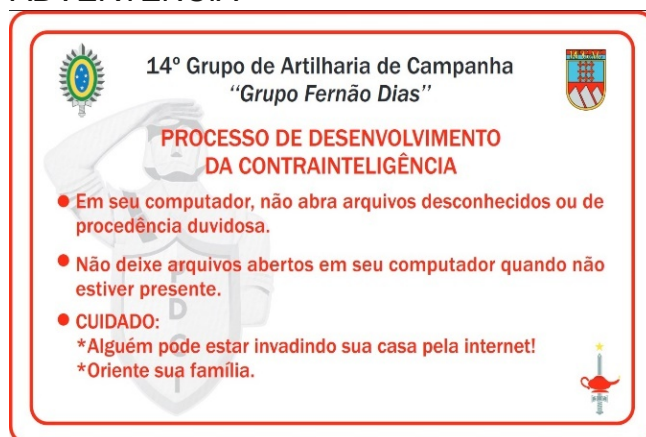 14º Grupo de Artilharia de Campanha
“Grupo Fernão Dias”
PROCESSO DE DESENVOLVIMENTO
DA CONTRAINTELIGÊNCIA
● Em seu computador, não abra arquivos desconhecidos ou de
procedência duvidosa.
● Não deixe arquivos abertos em seu computador quando não
estiver presente.
● CUIDADO:
*Alguém pode estar invadindo sua casa pela internet!
*Oriente sua família.
P
D
C
I